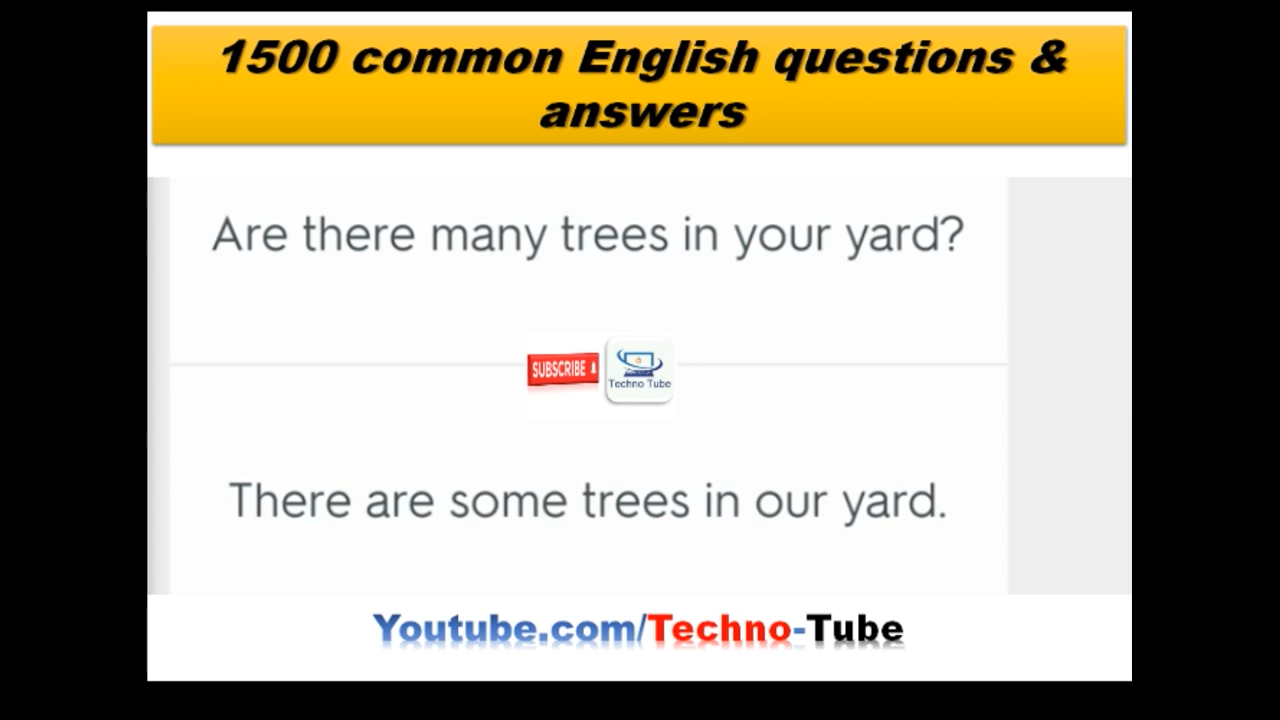 1500 common English questions &
answers
Are there many trees in your yard?
SUBSCRIBE
Techno Tube
There are some trees in our yard.
Youtube.com/Techno-Tube